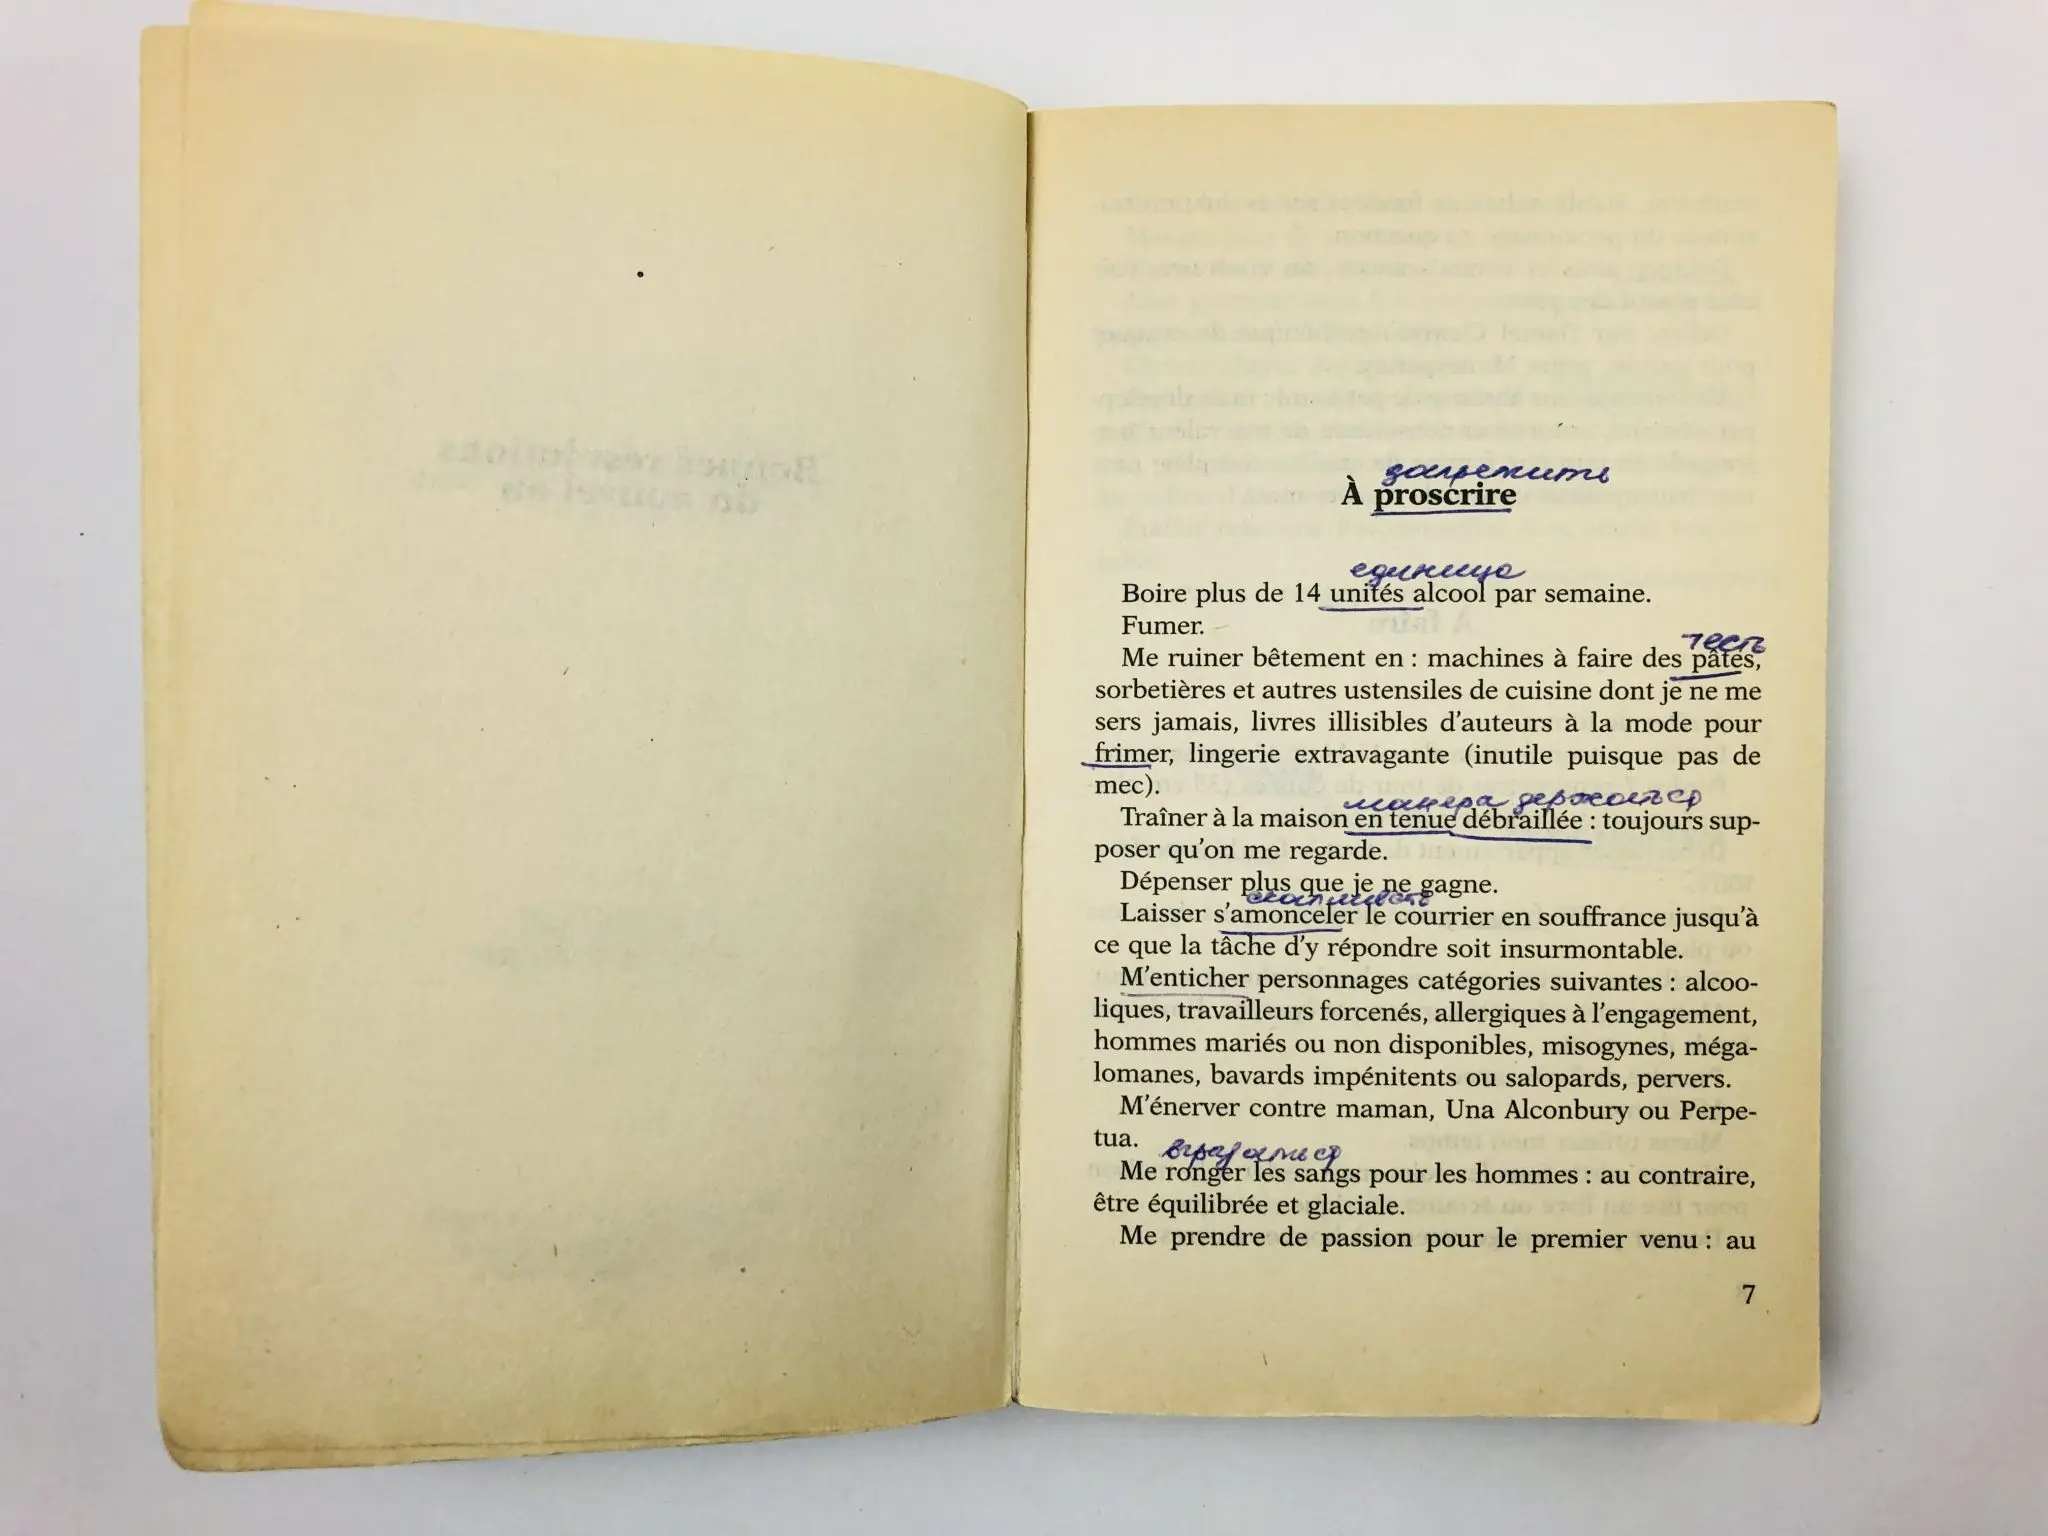 запретить
À proscrire
единица
Boire plus de 14 unités alcool par semaine.
Fumer.
тесть
Me ruiner bêtement en : machines à faire des pâtes,
sorbetières et autres ustensiles de cuisine dont je ne me
sers jamais, livres illisibles d'auteurs à la mode pour
frimer, lingerie extravagante (inutile puisque pas de
mec).
манера держаться
Traîner à la maison en tenue débraillée : toujours sup-
poser qu'on me regarde.
Dépenser plus que je ne gagne.
скапливать
Laisser s'amonceler le courrier en souffrance jusqu'à
ce que la tâche d'y répondre soit insurmontable.
M'enticher personnages catégories suivantes : alcoo-
liques, travailleurs forcenés, allergiques à l'engagement,
hommes mariés ou non disponibles, misogynes, méga-
lomanes, bavards impénitents ou salopards, pervers.
M'énerver contre maman, Una Alconbury ou Perpe-
tua.
Me ronger les sangs pour les hommes : au contraire,
être équilibrée et glaciale.
Me prendre de passion pour le premier venu : au
7